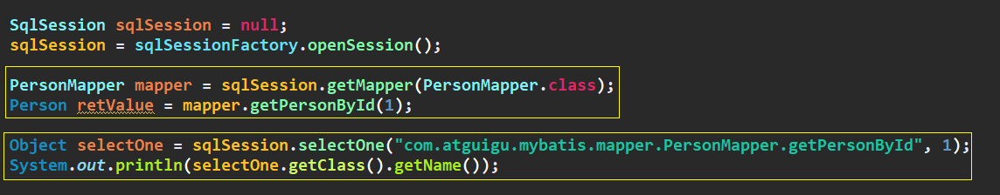 SqlSession sqlSession = null;
sqlSession = sqlSessionFactory.openSession();
PersonMapper mapper = sqlSession.getMapper(PersonMapper.class);
Person retValue = mapper.getPersonById(1);
Object selectOne = sqlSession.selectOne("com.atguigu.mybatis.mapper.PersonMapper.getPersonById", 1);
System.out.println(selectOne.getClass().getName());